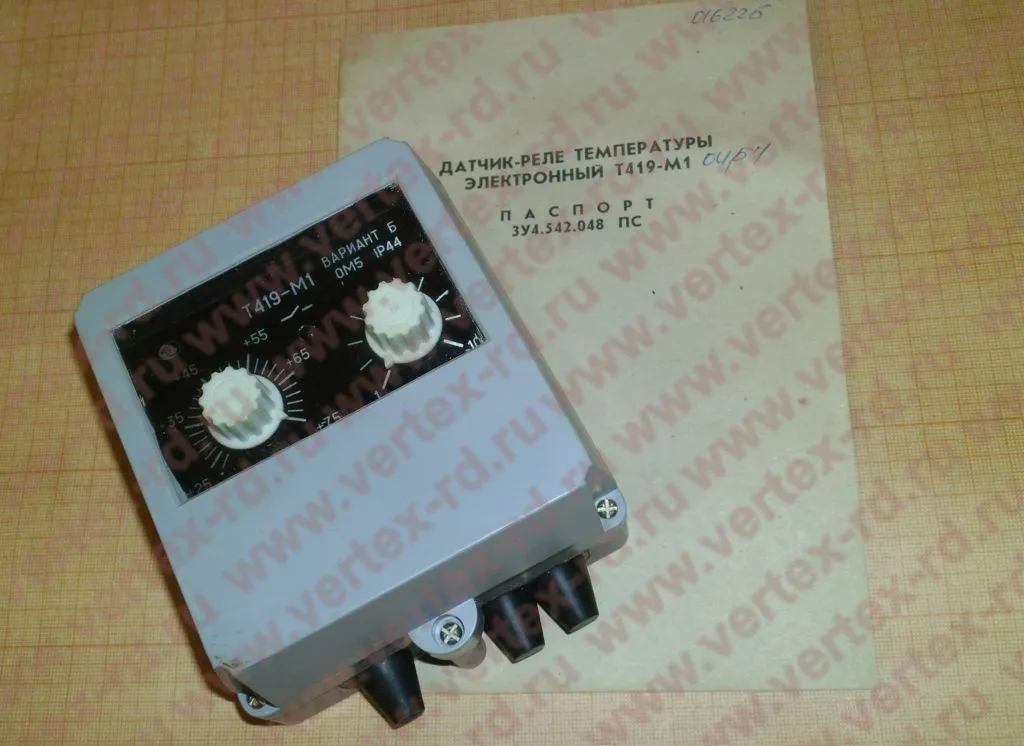 016226
ДАТЧИК-РЕЛЕ ТЕМПЕРАТУРЫ
ЭЛЕКТРОННЫЙ Т419-М1
ПАСПОРТ
3У4.542.048 ПС
Т419-М1 ВАРИАНТ Б
ОМ5 IP44
+45 +55 +65
35 +75
+25
1 10
www.vertex-rd.ru